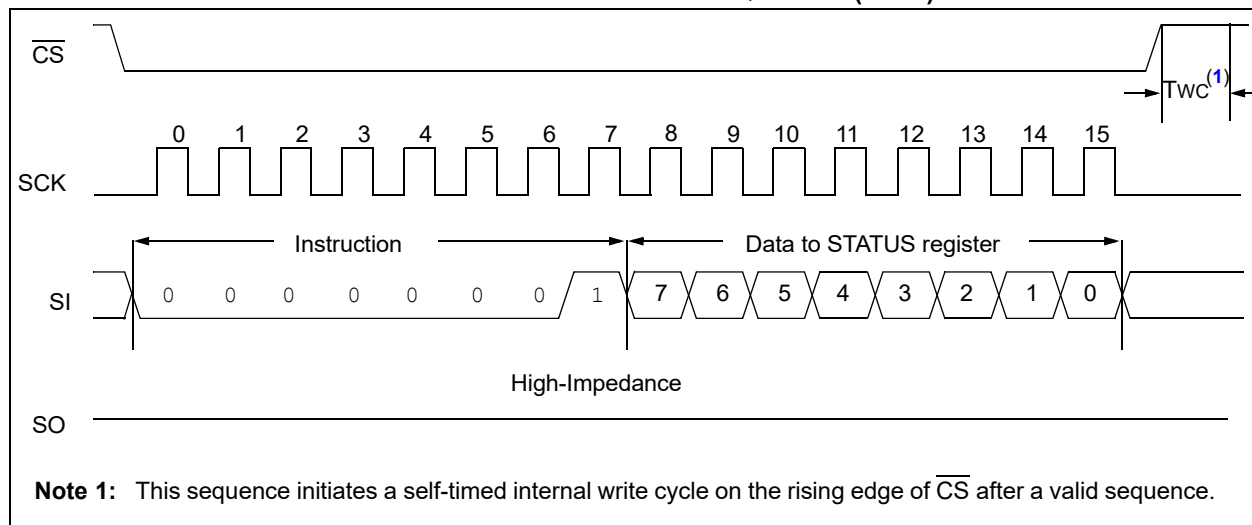 CS
TWC(1)
0 1 2 3 4 5 6 7 8 9 10 11 12 13 14 15
SCK
Instruction Data to STATUS register
SI 0 0 0 0 0 0 0 1 7 6 5 4 3 2 1 0
High-Impedance
SO
Note 1: This sequence initiates a self-timed internal write cycle on the rising edge of CS after a valid sequence.